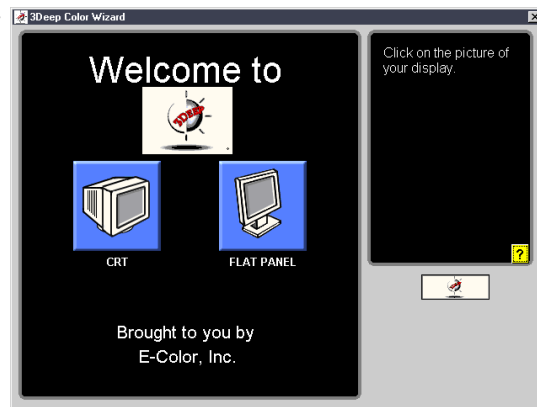 3Deep Color Wizard
Welcome to
3DEEP
CRT
FLAT PANEL
Brought to you by
E-Color, Inc.
Click on the picture of
your display.
?